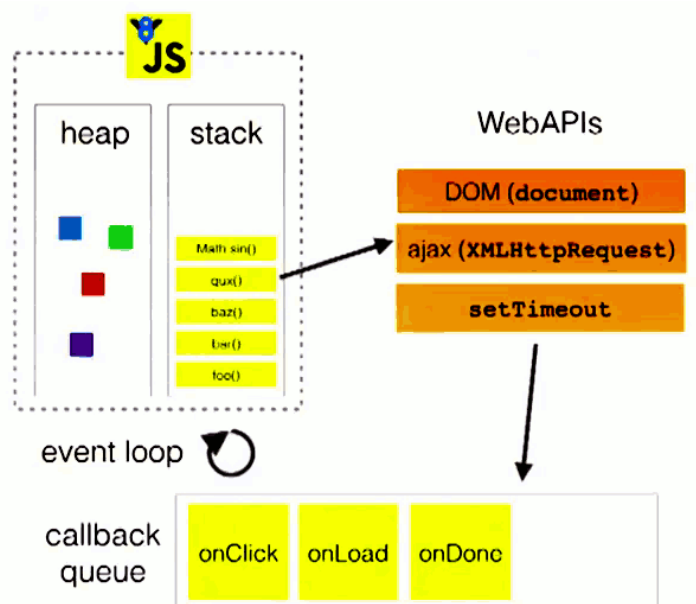 8
JS
heap
stack
WebAPIs
Math sin()
qux()
baz()
bar()
foo()
DOM (document)
ajax (XMLHttpRequest)
setTimeout
event loop
callback
queue
onClick
onLoad
onDone